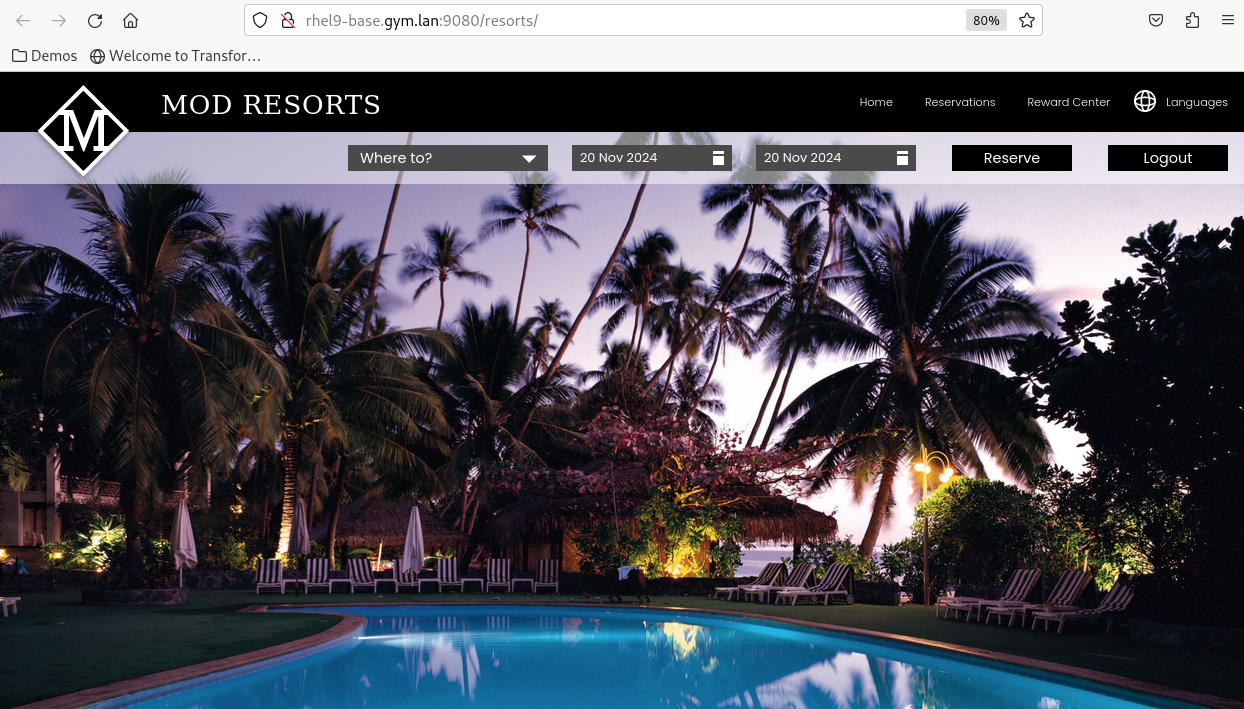 rhel9-base.gym.lan:9080/resorts/
80%
Demos
Welcome to Transfor…
M
MOD RESORTS
Home
Reservations
Reward Center
Languages
Where to?
20 Nov 2024
20 Nov 2024
Reserve
Logout